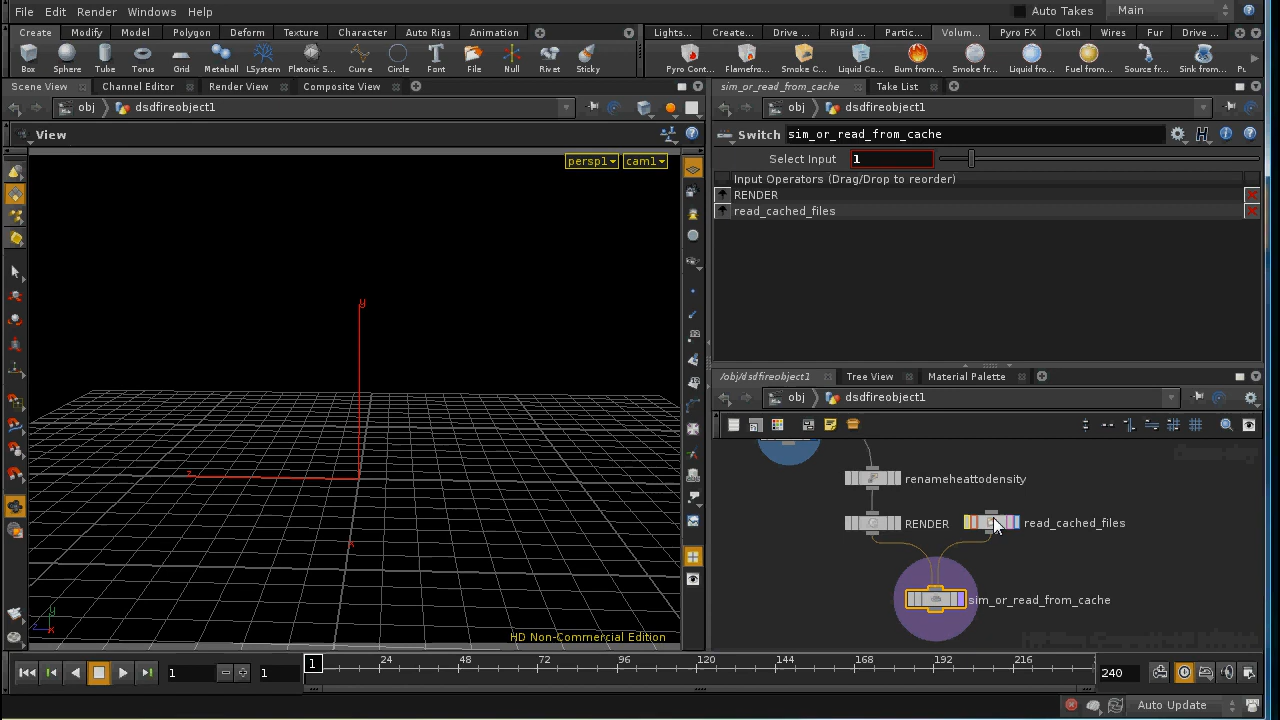 File Edit Render Windows Help
Auto Takes Main
Create Modify Model Polygon Deform Texture Character Auto Rigs Animation
Lights... Create... Drive ... Rigid ... Partic... Volum... Pyro FX Cloth Wires Fur Drive ...
Box Sphere Tube Torus Grid Metaball LSystem Platonic S... Curve Circle Font File Null Rivet Sticky
Pyro Cont... Flamefro... Smoke C... Liquid Co... Burn from... Smoke fr... Liquid fro... Fuel from... Source fr... Sink from...
Scene View Channel Editor Render View Composite View
sim_or_read_from_cache Take List
obj dsdfireobject1
obj dsdfireobject1
View
Switch sim_or_read_from_cache
persp1 cam1
Select Input 1
Input Operators (Drag/Drop to reorder)
RENDER
read_cached_files
y
z
x
/obj/dsdfireobject1 Tree View Material Palette
obj dsdfireobject1
renameheattodensity
RENDER read_cached_files
sim_or_read_from_cache
HD Non-Commercial Edition
1 1 1 24 48 72 96 120 144 168 192 216 240
Auto Update